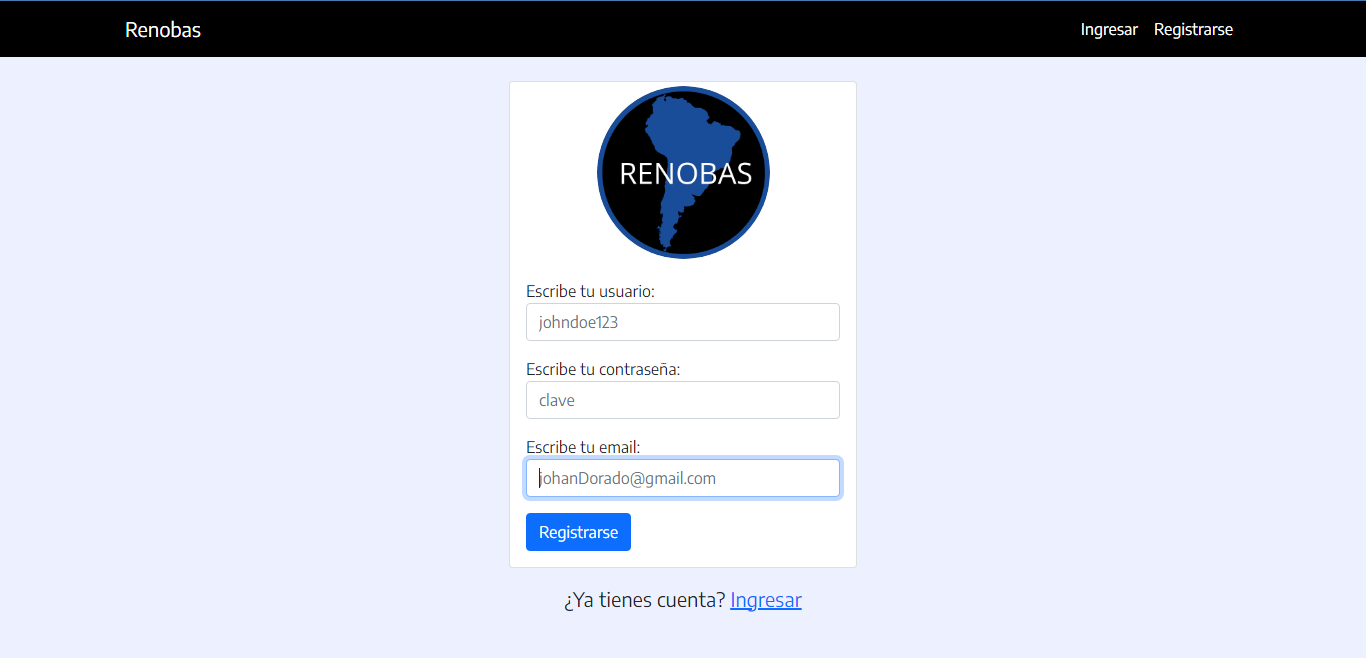 Renobas
Ingresar Registrarse
RENOBAS
Escribe tu usuario:
johndoe123
Escribe tu contraseña:
clave
Escribe tu email:
johanDorado@gmail.com
Registrarse
¿Ya tienes cuenta? Ingresar